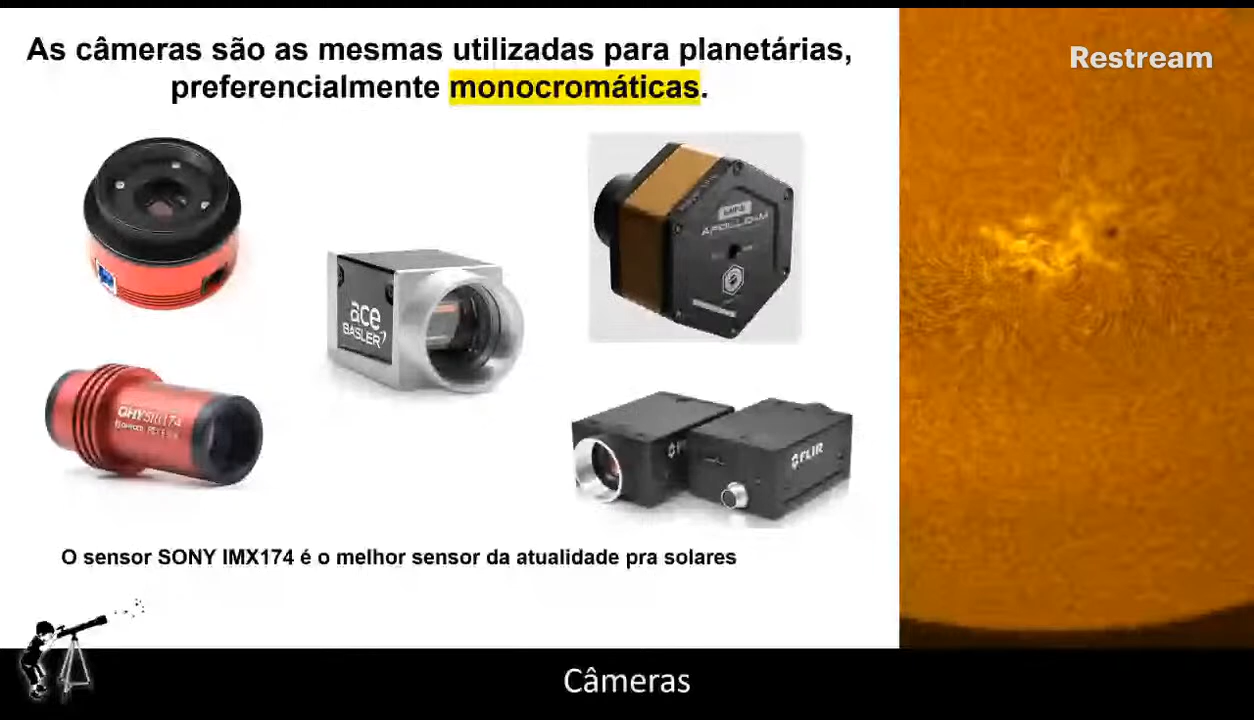 As câmeras são as mesmas utilizadas para planetárias,
preferencialmente monocromáticas.
Restream
APOLLO-M
ace
BASLER
QHY5III174
FLIR
O sensor SONY IMX174 é o melhor sensor da atualidade pra solares
Câmeras